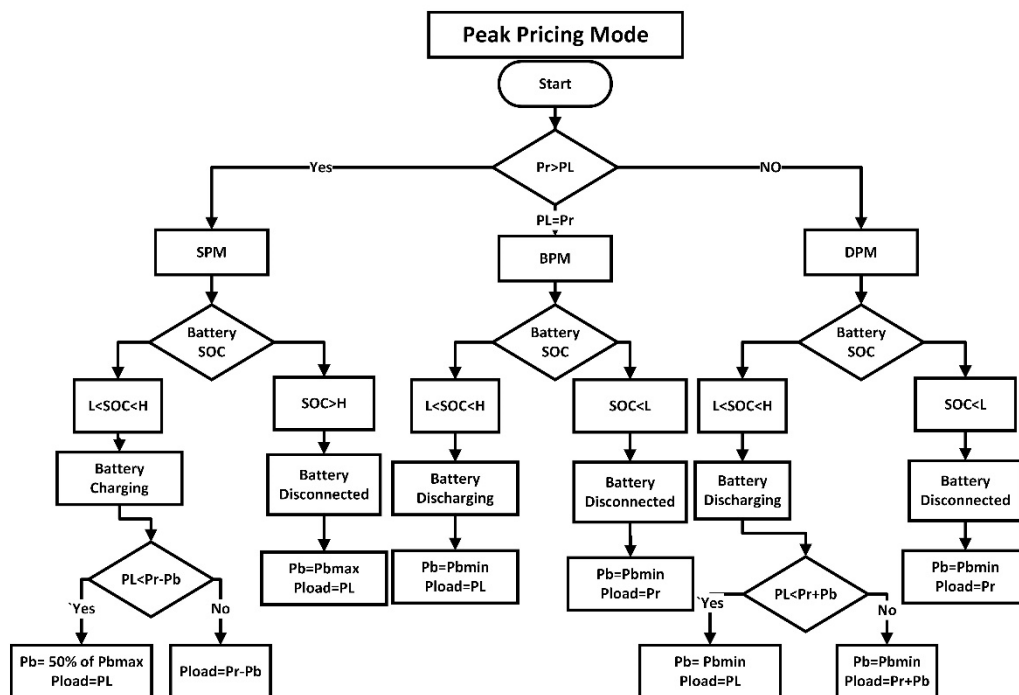 Peak Pricing Mode
Start
Pr>PL
Yes
NO
PL=Pr
SPM
BPM
DPM
Battery
SOC
Battery
SOC
Battery
SOC
L<SOC<H
SOC>H
L<SOC<H
SOC<L
L<SOC<H
SOC<L
Battery
Charging
Battery
Disconnected
Battery
Discharging
Battery
Disconnected
Battery
Discharging
Battery
Disconnected
PL<Pr-Pb
Pb=Pbmax
Pload=PL
Pb=Pbmin
Pload=PL
Pb=Pbmin
Pload=Pr
PL<Pr+Pb
Pb=Pbmin
Pload=Pr
`Yes
No
`Yes
No
Pb= 50% of Pbmax
Pload=PL
Pload=Pr-Pb
Pb= Pbmin
Pload=PL
Pb=Pbmin
Pload=Pr+Pb